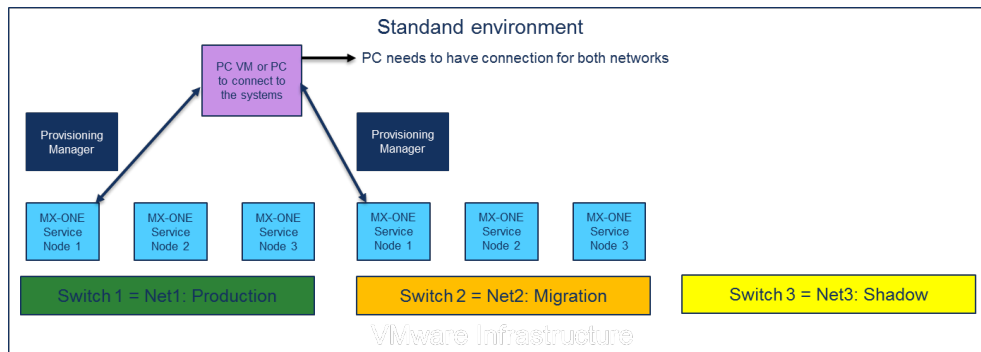 Standand environment
PC VM or PC
to connect to
the systems
PC needs to have connection for both networks
Provisioning
Manager
Provisioning
Manager
MX-ONE
Service
Node 1
MX-ONE
Service
Node 2
MX-ONE
Service
Node 3
MX-ONE
Service
Node 1
MX-ONE
Service
Node 2
MX-ONE
Service
Node 3
Switch 1 = Net1: Production
Switch 2 = Net2: Migration
Switch 3 = Net3: Shadow
VMware Infrastructure